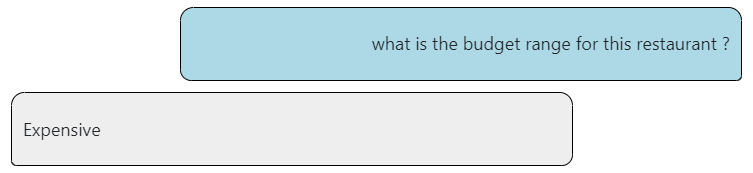 what is the budget range for this restaurant ?
Expensive